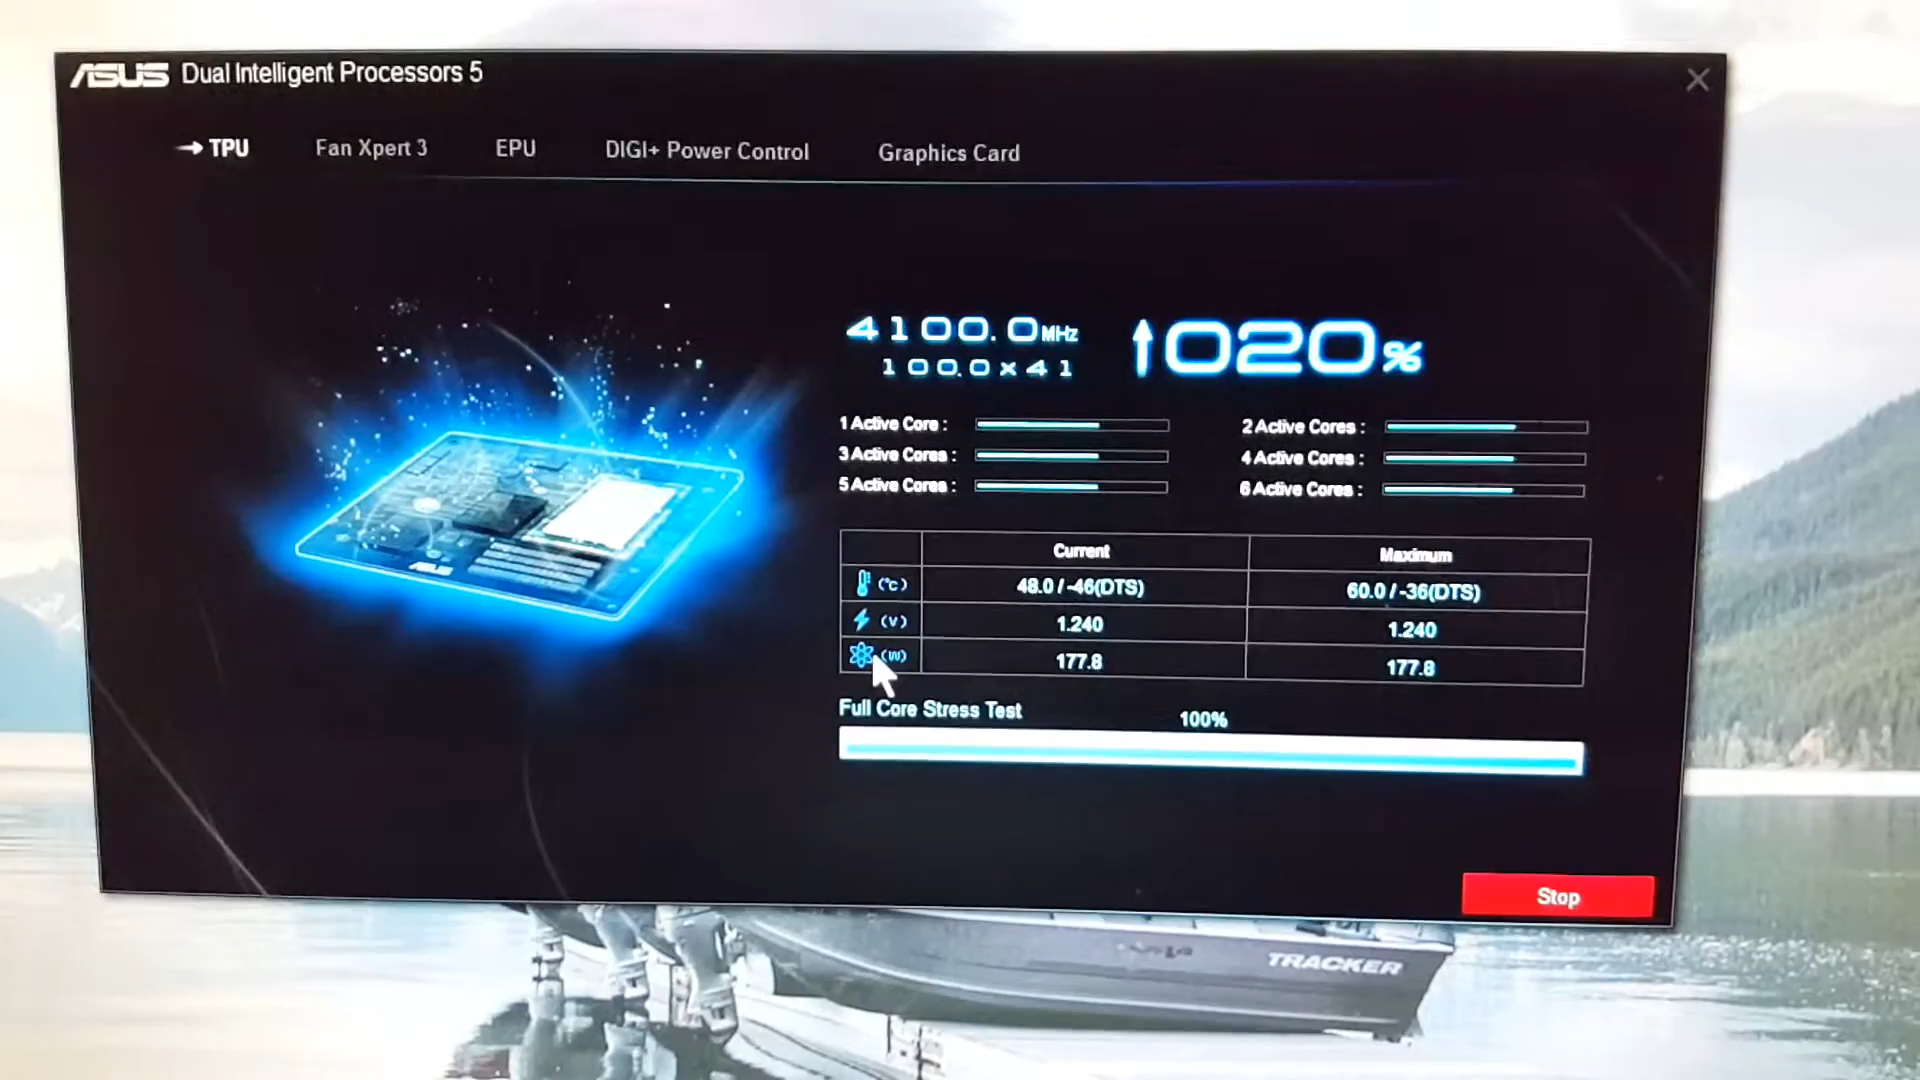 ASUS Dual Intelligent Processors 5
TPU Fan Xpert 3 EPU DIGI+ Power Control Graphics Card
4100.0MHz
100.0x41
020%
1 Active Core :
2 Active Cores :
3 Active Cores :
4 Active Cores :
5 Active Cores :
6 Active Cores :
Current Maximum
(°C) 48.0 / -46(DTS) 60.0 / -36(DTS)
(V) 1.240 1.240
(W) 177.8 177.8
Full Core Stress Test 100%
ASUS
Stop
TRACKER